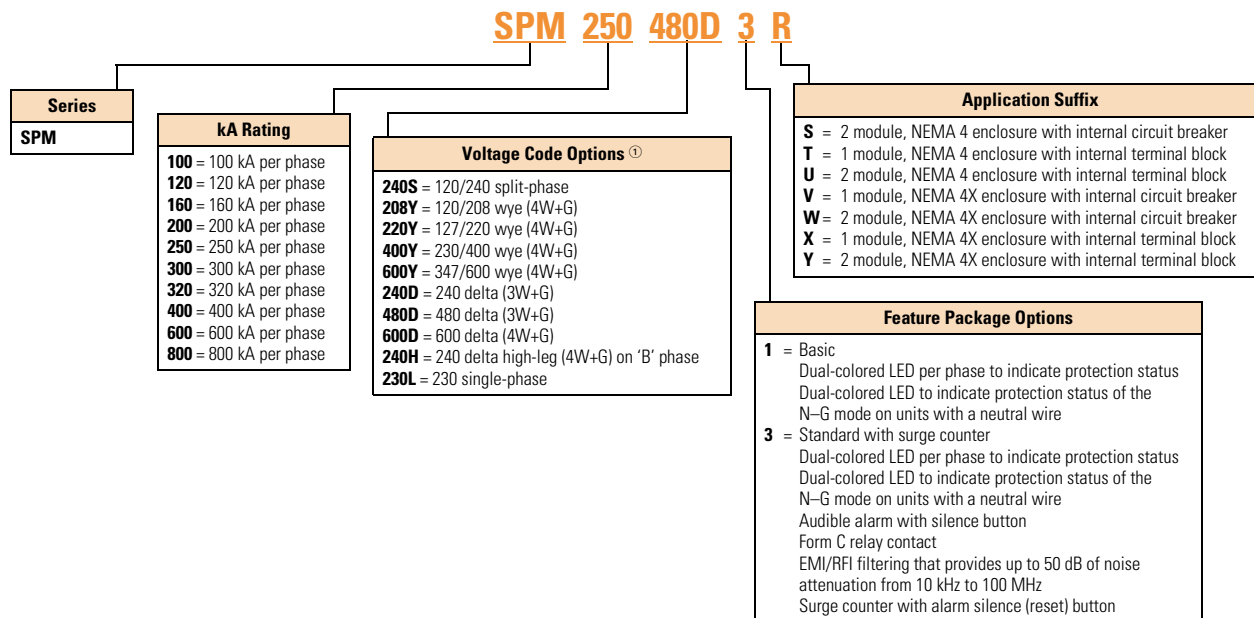 SPM 250 480D 3 R
Series
SPM
kA Rating
100 = 100 kA per phase
120 = 120 kA per phase
160 = 160 kA per phase
200 = 200 kA per phase
250 = 250 kA per phase
300 = 300 kA per phase
320 = 320 kA per phase
400 = 400 kA per phase
600 = 600 kA per phase
800 = 800 kA per phase
Voltage Code Options ①
240S = 120/240 split-phase
208Y = 120/208 wye (4W+G)
220Y = 127/220 wye (4W+G)
400Y = 230/400 wye (4W+G)
600Y = 347/600 wye (4W+G)
240D = 240 delta (3W+G)
480D = 480 delta (3W+G)
600D = 600 delta (4W+G)
240H = 240 delta high-leg (4W+G) on ‘B’ phase
230L = 230 single-phase
Application Suffix
S = 2 module, NEMA 4 enclosure with internal circuit breaker
T = 1 module, NEMA 4 enclosure with internal terminal block
U = 2 module, NEMA 4 enclosure with internal terminal block
V = 1 module, NEMA 4X enclosure with internal circuit breaker
W = 2 module, NEMA 4X enclosure with internal circuit breaker
X = 1 module, NEMA 4X enclosure with internal terminal block
Y = 2 module, NEMA 4X enclosure with internal terminal block
Feature Package Options
1 = Basic
Dual-colored LED per phase to indicate protection status
Dual-colored LED to indicate protection status of the
N–G mode on units with a neutral wire
3 = Standard with surge counter
Dual-colored LED per phase to indicate protection status
Dual-colored LED to indicate protection status of the
N–G mode on units with a neutral wire
Audible alarm with silence button
Form C relay contact
EMI/RFI filtering that provides up to 50 dB of noise
attenuation from 10 kHz to 100 MHz
Surge counter with alarm silence (reset) button